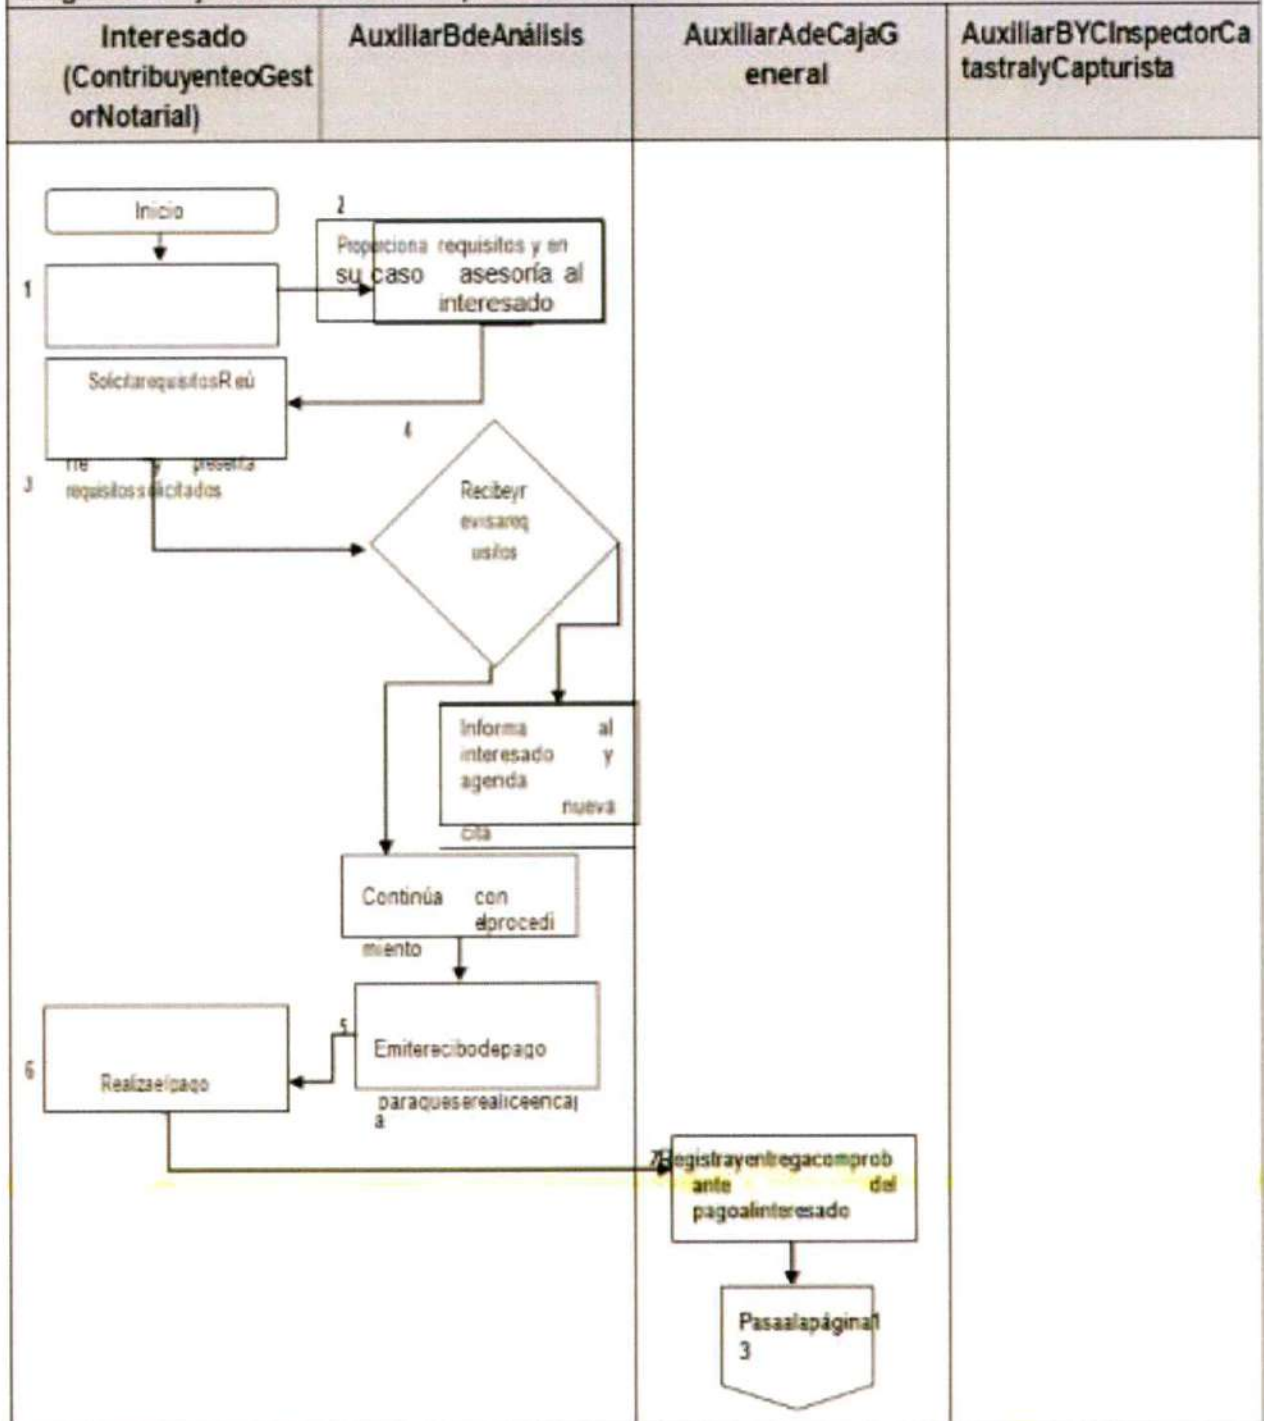 Interesado
(ContribuyenteoGest
orNotarial)
AuxiliarBdeAnálisis
AuxiliarAdeCajaG
eneral
AuxiliarBYCInspectorCa
tastralyCapturista
Inicio
2
Proporciona requisitos y en
su caso asesoría al
interesado
1
SolicitarequisitosReú
ne y presenta
3
requisitossolicitados
4
Recibeyr
evisareq
uisitos
Informa al
interesado y
agenda
nueva
cita
Continúa con
elprocedi
miento
5
Emiterecibodepago
paraqueserealiceencaj
a
6
Realizaelpago
7Registrayentregacomprob
ante del
pagoalinteresado
Pasaalapágina1
3